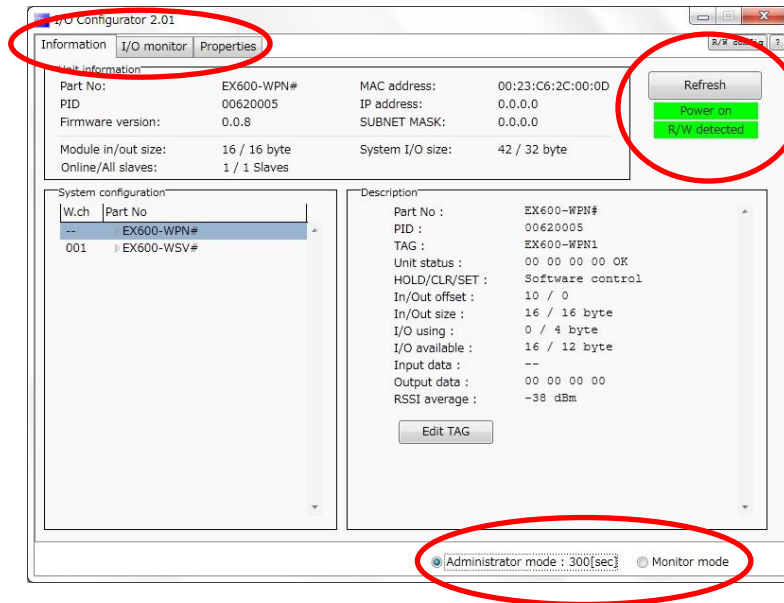 I/O Configurator 2.01
Information I/O monitor Properties
R/W config ?
Unit information
Part No: EX600-WPN# MAC address: 00:23:C6:2C:00:0D
PID 00620005 IP address: 0.0.0.0
Firmware version: 0.0.8 SUBNET MASK: 0.0.0.0
Module in/out size: 16 / 16 byte System I/O size: 42 / 32 byte
Online/All slaves: 1 / 1 Slaves
Refresh
Power on
R/W detected
System configuration
W.ch Part No
-- EX600-WPN#
001 EX600-WSV#
Description
Part No : EX600-WPN#
PID : 00620005
TAG : EX600-WPN1
Unit status : 00 00 00 00 OK
HOLD/CLR/SET : Software control
In/Out offset : 10 / 0
In/Out size : 16 / 16 byte
I/O using : 0 / 4 byte
I/O available : 16 / 12 byte
Input data : --
Output data : 00 00 00 00
RSSI average : -38 dBm
Edit TAG
Administrator mode : 300[sec] Monitor mode